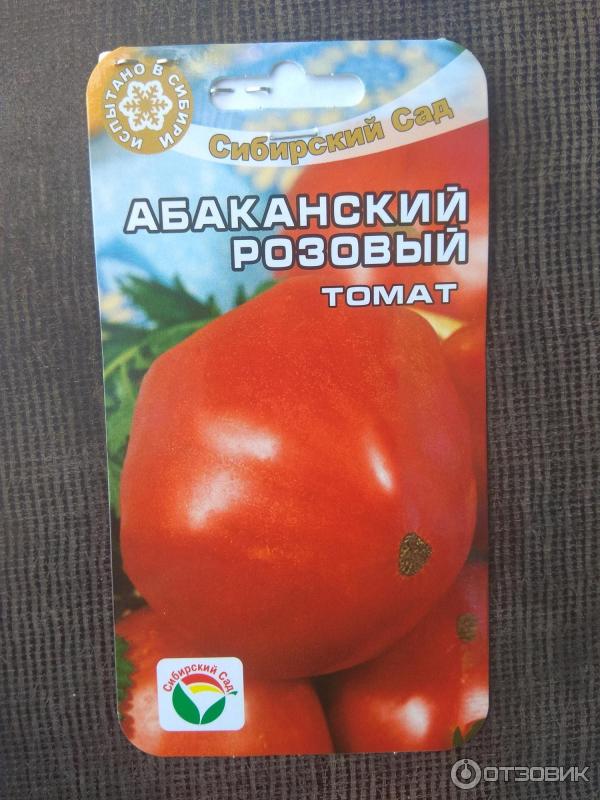 ИСПЫТАНО В СИБИРИ
Сибирский Сад
АБАКАНСКИЙ
РОЗОВЫЙ
ТОМАТ
Сибирский Сад
ОТЗОВИК